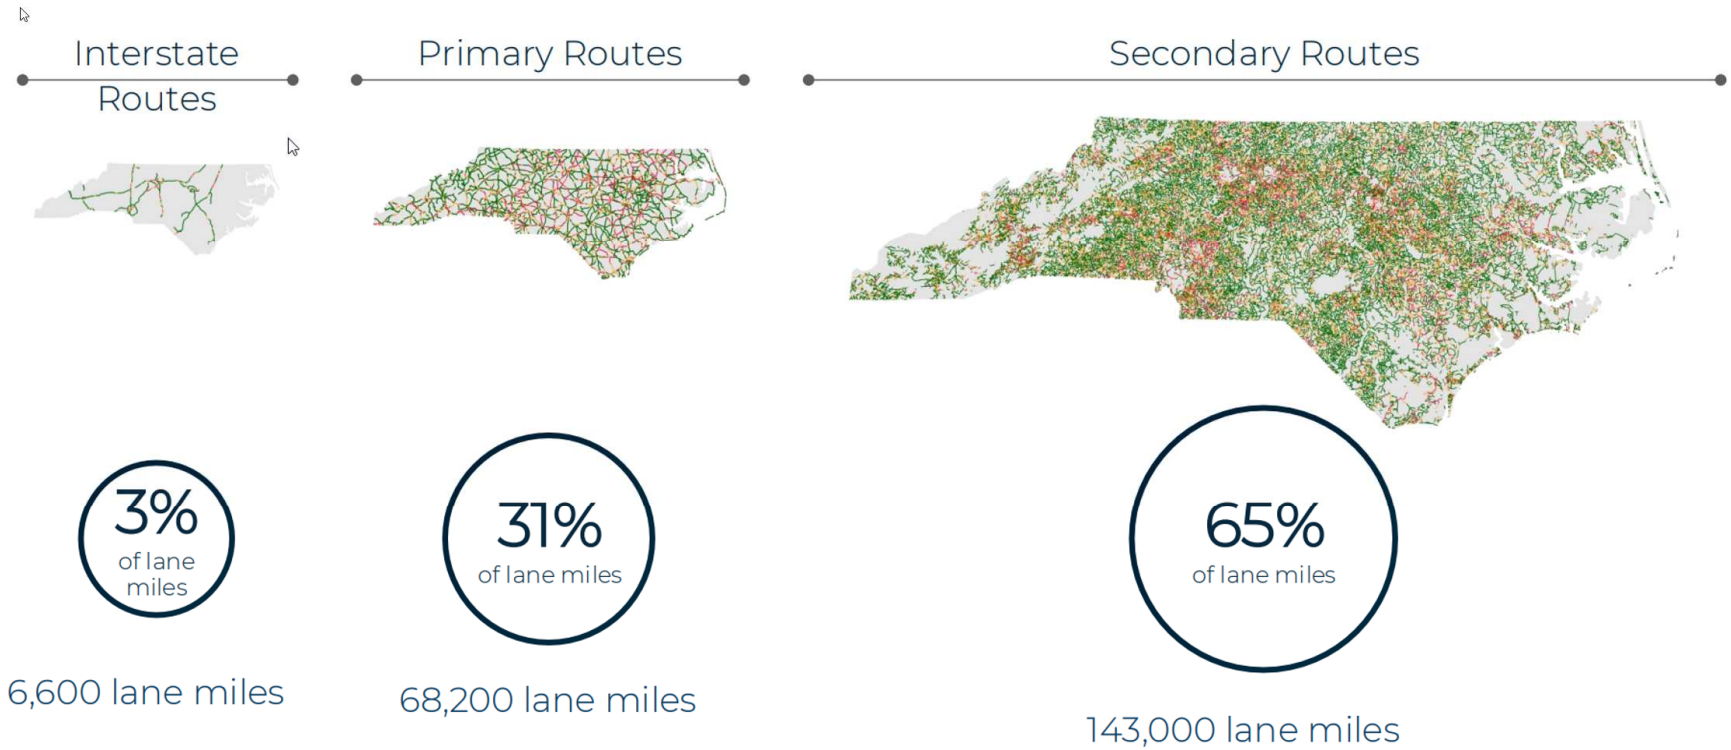 Interstate
Routes
3%
of lane
miles
6,600 lane miles
Primary Routes
31%
of lane miles
68,200 lane miles
Secondary Routes
65%
of lane miles
143,000 lane miles